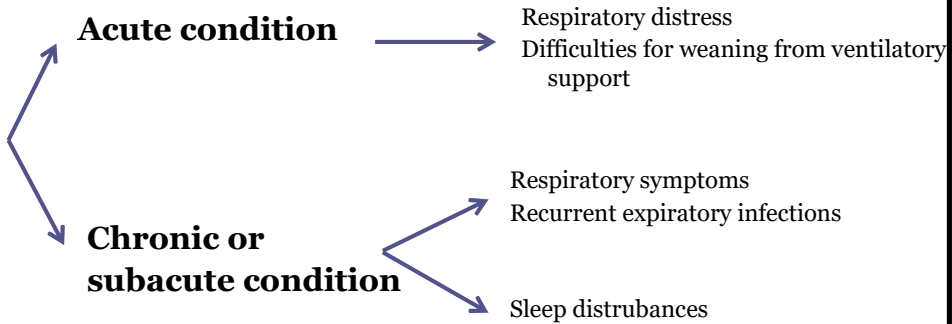 Acute condition
Respiratory distress
Difficulties for weaning from ventilatory
support
Chronic or
subacute condition
Respiratory symptoms
Recurrent expiratory infections
Sleep distrubances